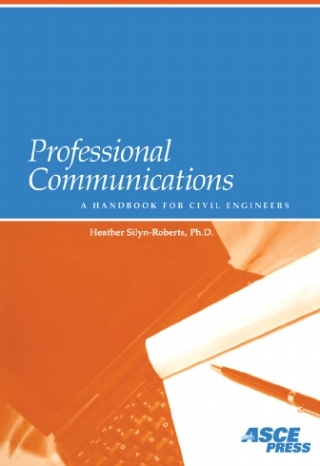 Professional
Communications
A HANDBOOK FOR CIVIL ENGINEERS
Heather Silyn-Roberts, Ph.D.
ASCE
PRESS